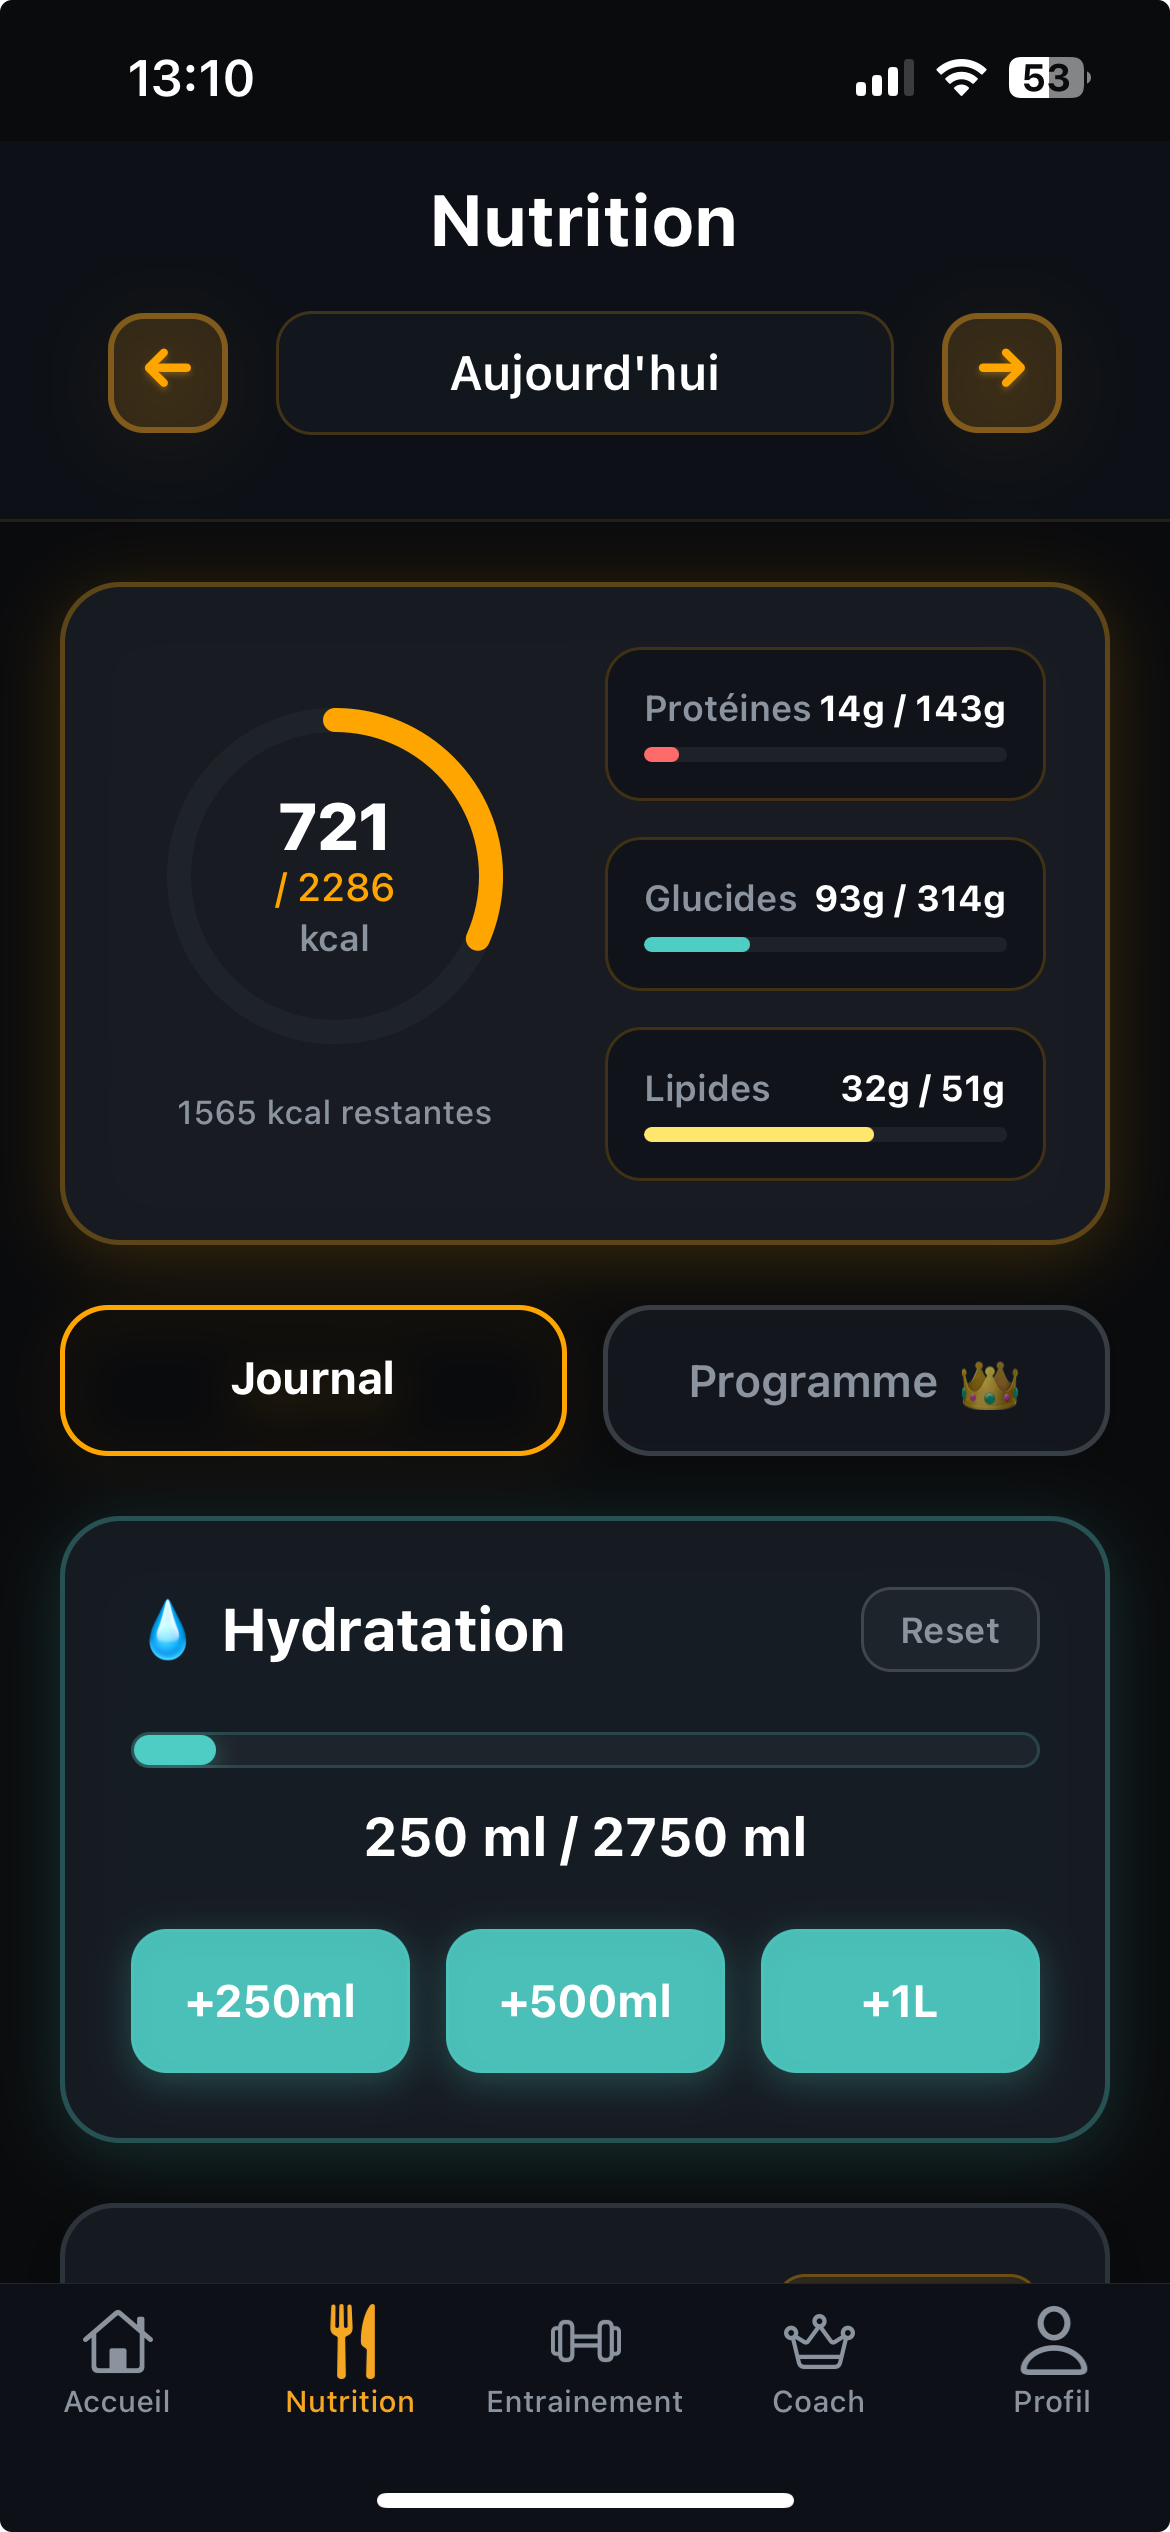 13:10
53
Nutrition
Aujourd'hui
721
/ 2286
kcal
1565 kcal restantes
Protéines 14g / 143g
Glucides 93g / 314g
Lipides 32g / 51g
Journal
Programme
Hydratation
Reset
250 ml / 2750 ml
+250ml
+500ml
+1L
Accueil
Nutrition
Entrainement
Coach
Profil